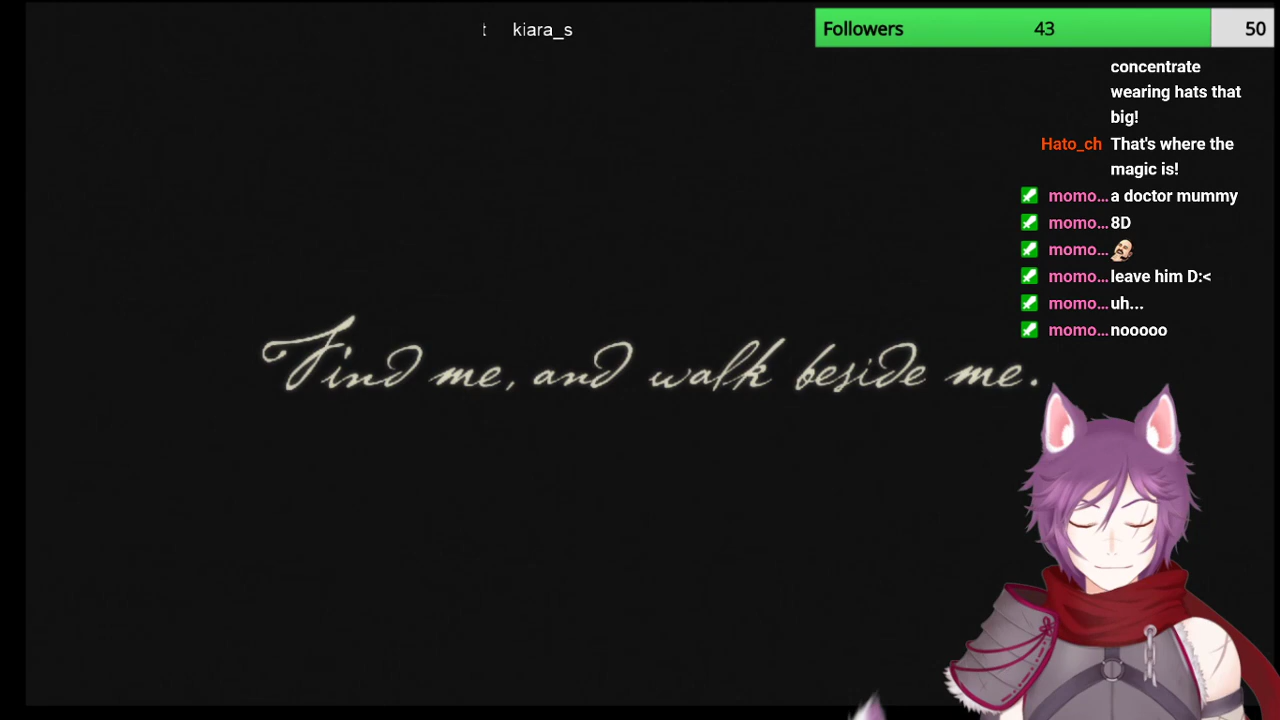 t kiara_s
Followers 43 50
concentrate
wearing hats that
big!
Hato_ch That's where the
magic is!
momo... a doctor mummy
momo... 8D
momo...
momo... leave him D:<
momo... uh...
momo... nooooo
Find me, and walk beside me.